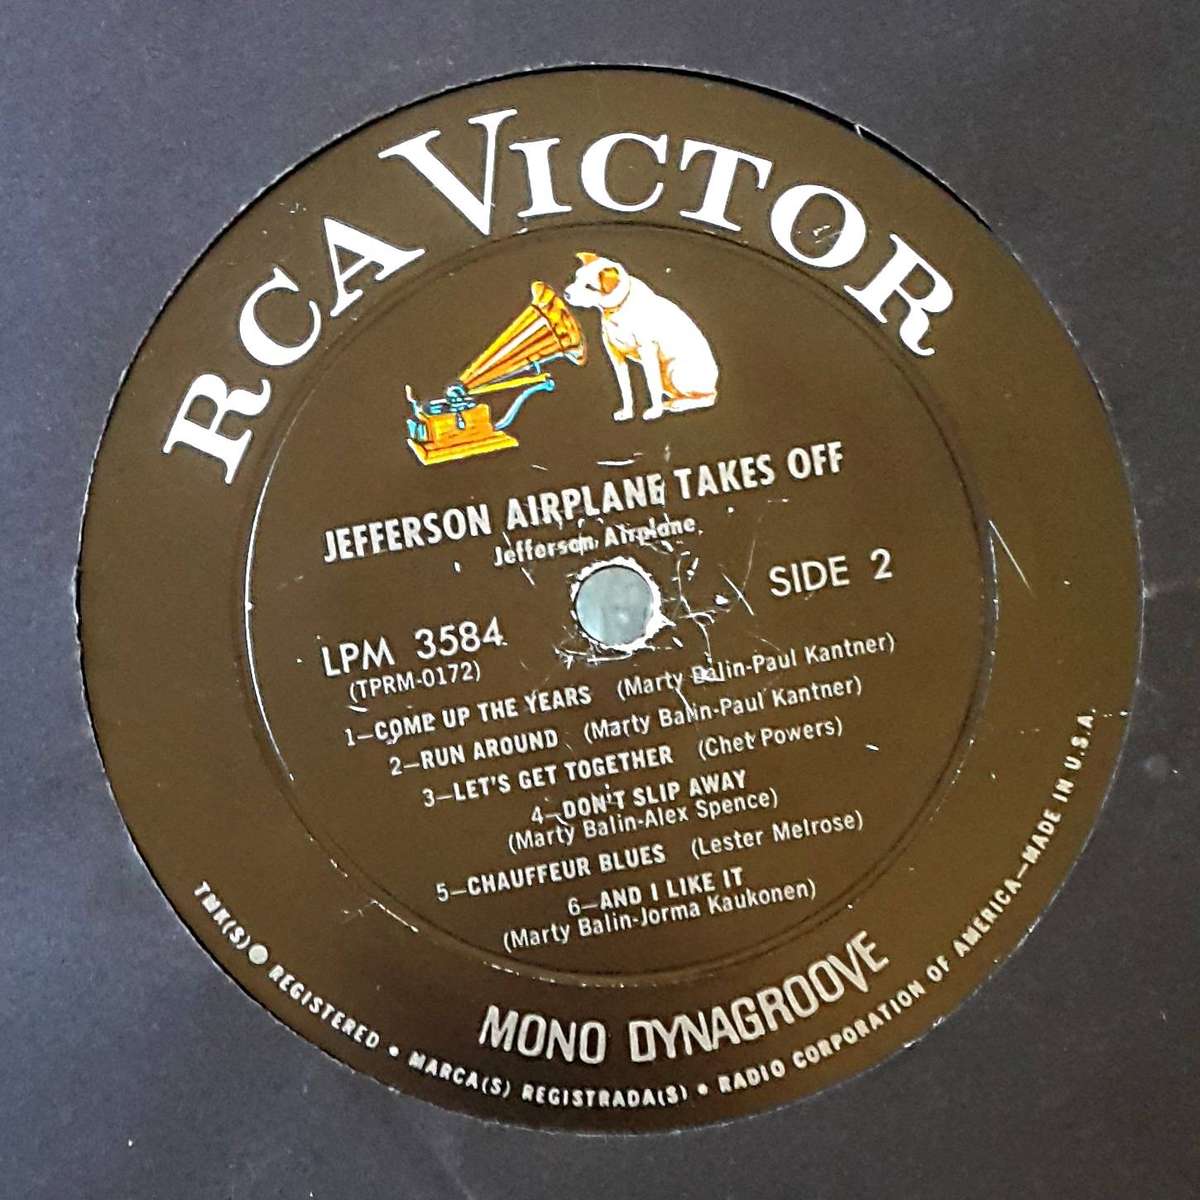 RCA VICTOR
JEFFERSON AIRPLANE TAKES OFF
Jefferson Airplane
SIDE 2
LPM 3584
(TPRM-0172)
1—COME UP THE YEARS (Marty Balin-Paul Kantner)
2—RUN AROUND (Marty Balin-Paul Kantner)
3—LET'S GET TOGETHER (Chet Powers)
4—DON'T SLIP AWAY
(Marty Balin-Alex Spence)
5—CHAUFFEUR BLUES (Lester Melrose)
6—AND I LIKE IT
(Marty Balin-Jorma Kaukonen)
MONO DYNAGROOVE
TMK(S) ● REGISTERED • MARCA(S) REGISTRADA(S) • RADIO CORPORATION OF AMERICA—MADE IN U.S.A.